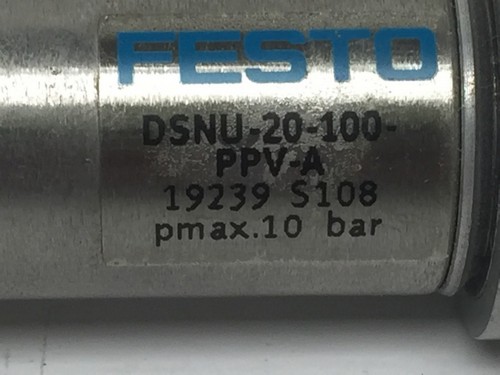 FESTO
DSNU-20-100-
PPV-A
19239 S108
pmax.10 bar